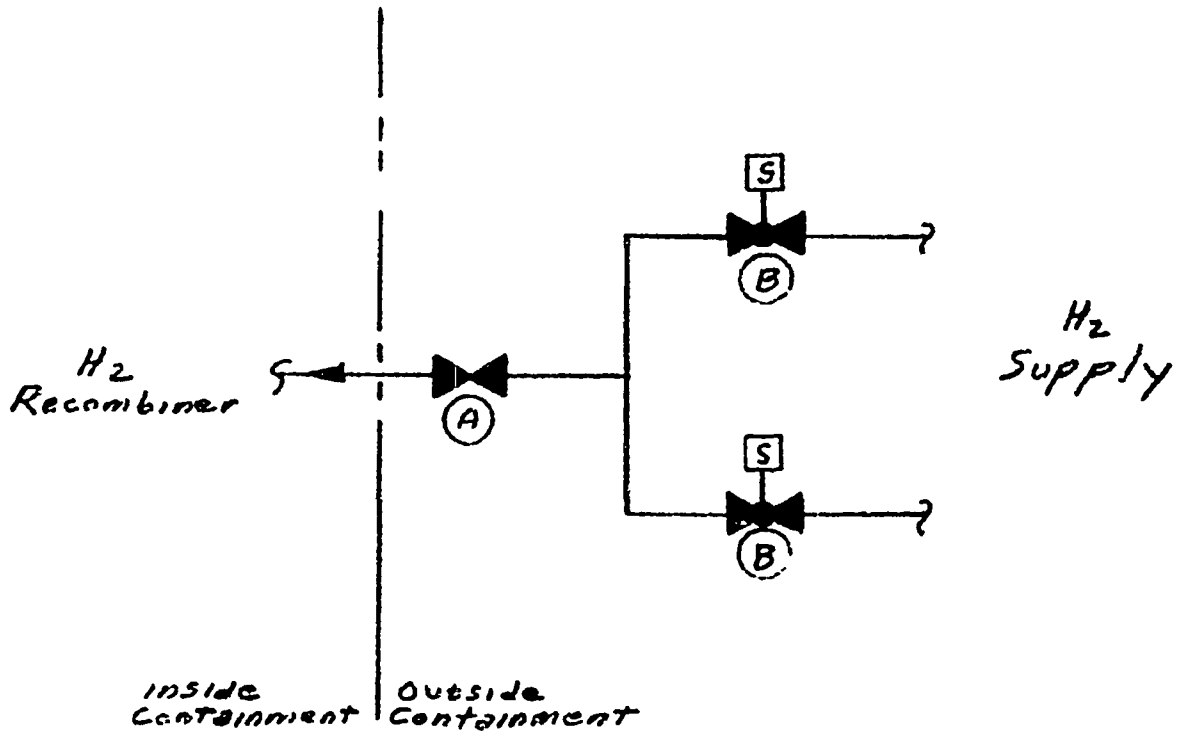 S
B
H2
Supply
H2
Recombiner
A
S
B
Inside
Containment
Outside
Containment